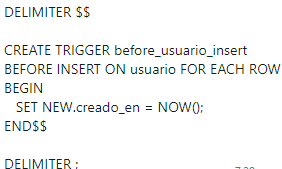 DELIMITER $$
CREATE TRIGGER before_usuario_insert
BEFORE INSERT ON usuario FOR EACH ROW
BEGIN
SET NEW.creado_en = NOW();
END$$
DELIMITER ;